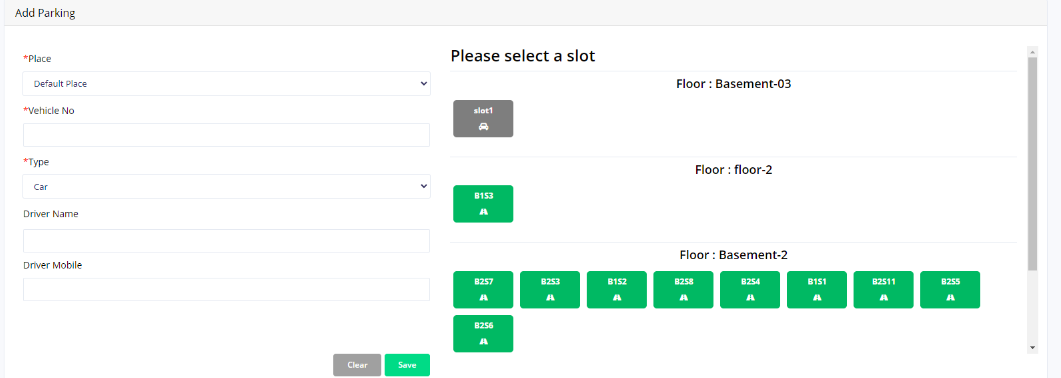 Add Parking
*Place
Default Place
*Vehicle No
*Type
Car
Driver Name
Driver Mobile
Clear Save
Please select a slot
Floor : Basement-03
slot1
Floor : floor-2
B1S3
Floor : Basement-2
B2S7 B2S3 B1S2 B2S8 B2S4 B1S1 B2S11 B2S5
B2S6